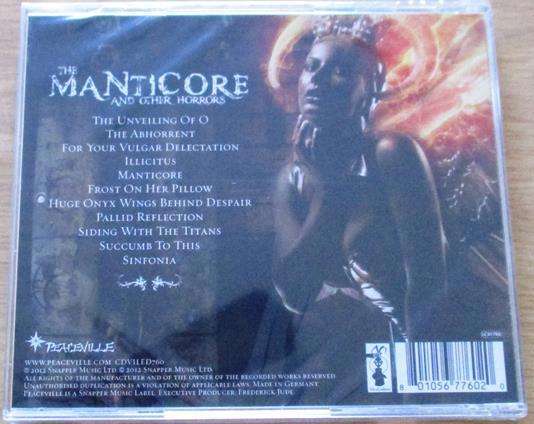 THE
MANTICORE
AND OTHER HORRORS
THE UNVEILING OF O
THE ABHORRENT
FOR YOUR VULGAR DELECTATION
ILLICITUS
MANTICORE
FROST ON HER PILLOW
HUGE ONYX WINGS BEHIND DESPAIR
PALLID REFLECTION
SIDING WITH THE TITANS
SUCCUMB TO THIS
SINFONIA
PEACEVILLE
WWW.PEACEVILLE.COM CDVILED760
℗ 2012 SNAPPER MUSIC LTD © 2012 SNAPPER MUSIC LTD.
ALL RIGHTS OF THE MANUFACTURER AND OF THE OWNER OF THE RECORDED WORKS RESERVED
UNAUTHORISED DUPLICATION IS A VIOLATION OF APPLICABLE LAWS. MADE IN GERMANY.
PEACEVILLE IS A SNAPPER MUSIC LABEL. EXECUTIVE PRODUCER: FREDERICK JUDE
8 01056 77602 0